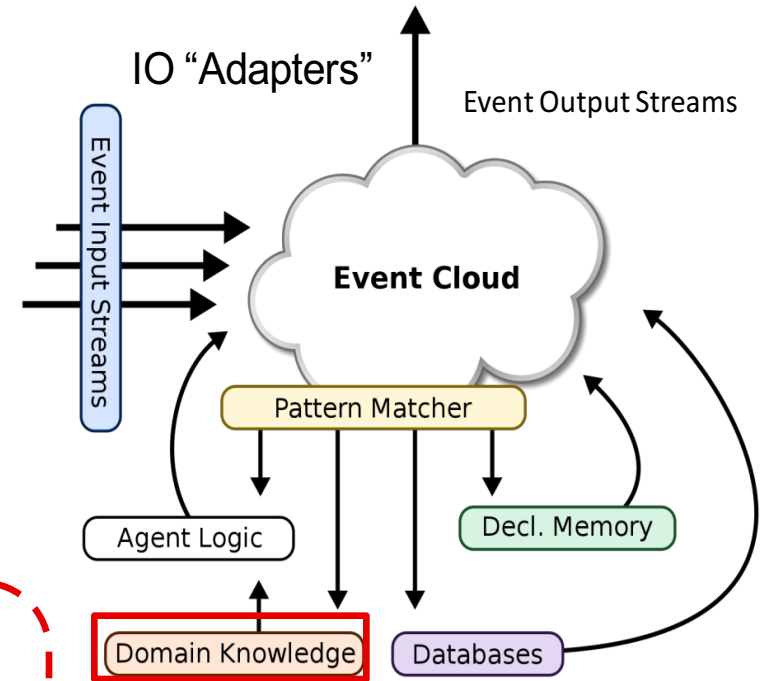 IO “Adapters”
Event Output Streams
Event Input Streams
Event Cloud
Pattern Matcher
Agent Logic
Decl. Memory
Domain Knowledge
Databases